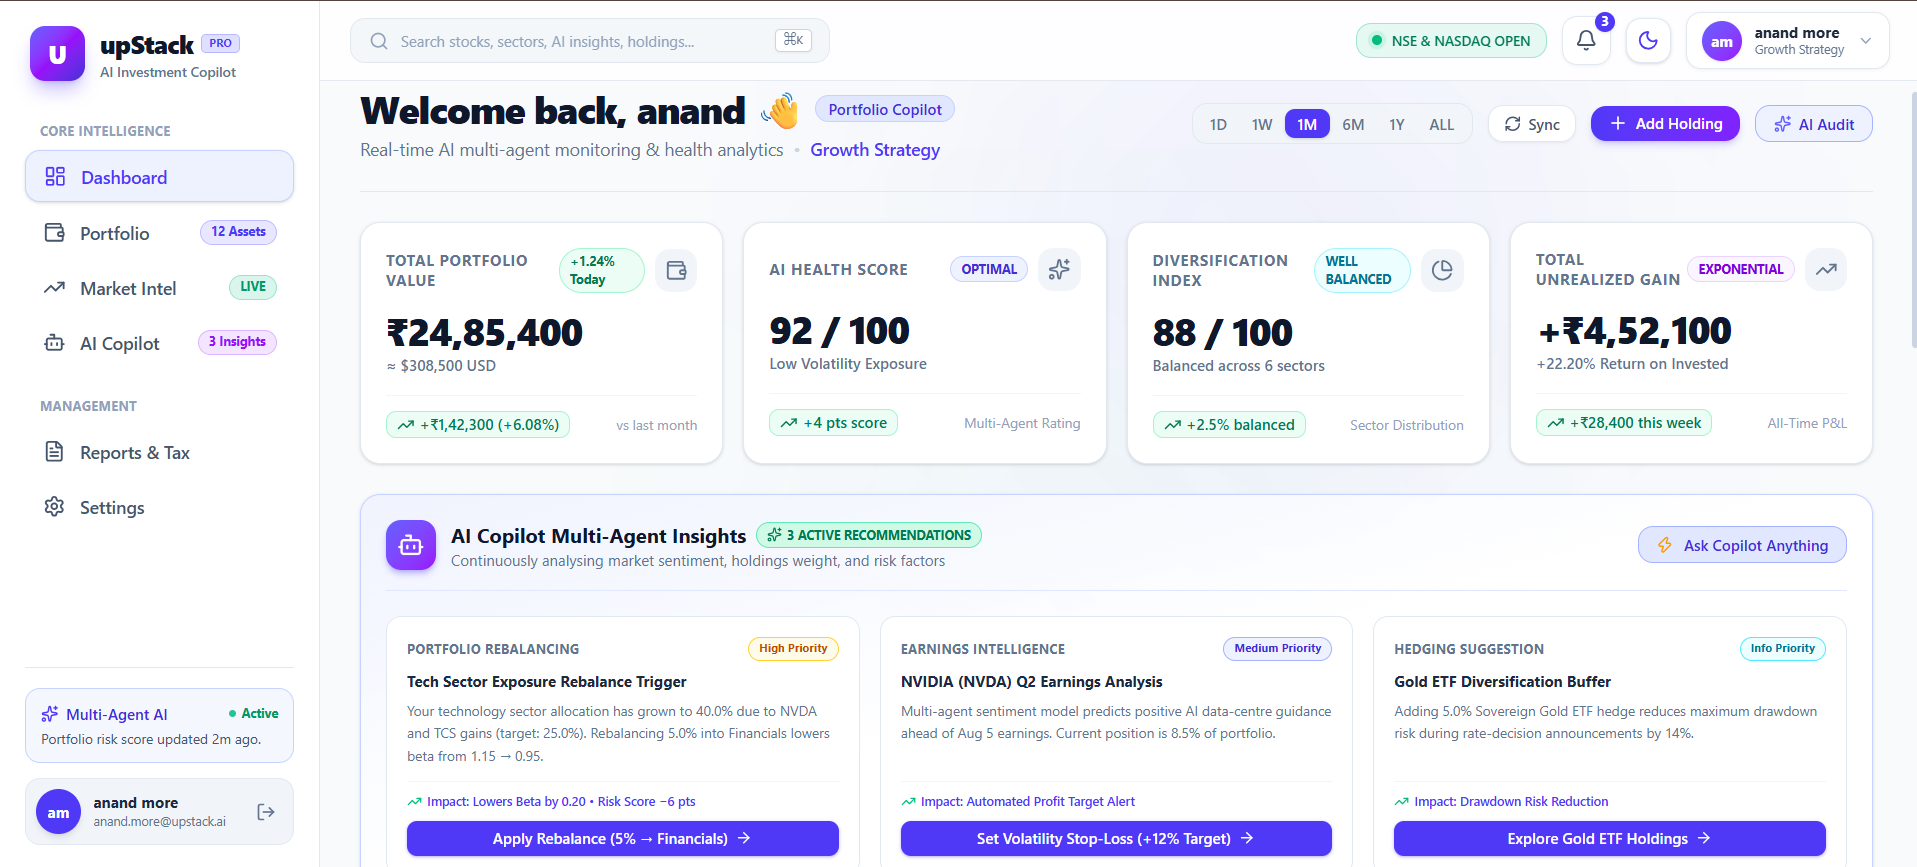 U
upStack PRO
AI Investment Copilot
CORE INTELLIGENCE
Dashboard
Portfolio 12 Assets
Market Intel LIVE
AI Copilot 3 Insights
MANAGEMENT
Reports & Tax
Settings
Multi-Agent AI Active
Portfolio risk score updated 2m ago.
am
anand more
anand.more@upstack.ai
Search stocks, sectors, AI insights, holdings... ⌘K
NSE & NASDAQ OPEN
3
am
anand more
Growth Strategy
Welcome back, anand 👋 Portfolio Copilot
Real-time AI multi-agent monitoring & health analytics • Growth Strategy
1D 1W 1M 6M 1Y ALL
Sync
+ Add Holding
AI Audit
TOTAL PORTFOLIO
VALUE
+1.24%
Today
₹24,85,400
≈ $308,500 USD
+₹1,42,300 (+6.08%) vs last month
AI HEALTH SCORE OPTIMAL
92 / 100
Low Volatility Exposure
+4 pts score Multi-Agent Rating
DIVERSIFICATION
INDEX
WELL
BALANCED
88 / 100
Balanced across 6 sectors
+2.5% balanced Sector Distribution
TOTAL
UNREALIZED GAIN
EXPONENTIAL
+₹4,52,100
+22.20% Return on Invested
+₹28,400 this week All-Time P&L
AI Copilot Multi-Agent Insights 3 ACTIVE RECOMMENDATIONS
Continuously analysing market sentiment, holdings weight, and risk factors
Ask Copilot Anything
PORTFOLIO REBALANCING High Priority
Tech Sector Exposure Rebalance Trigger
Your technology sector allocation has grown to 40.0% due to NVDA
and TCS gains (target: 25.0%). Rebalancing 5.0% into Financials lowers
beta from 1.15 → 0.95.
Impact: Lowers Beta by 0.20 • Risk Score −6 pts
Apply Rebalance (5% → Financials) →
EARNINGS INTELLIGENCE Medium Priority
NVIDIA (NVDA) Q2 Earnings Analysis
Multi-agent sentiment model predicts positive AI data-centre guidance
ahead of Aug 5 earnings. Current position is 8.5% of portfolio.
Impact: Automated Profit Target Alert
Set Volatility Stop-Loss (+12% Target) →
HEDGING SUGGESTION Info Priority
Gold ETF Diversification Buffer
Adding 5.0% Sovereign Gold ETF hedge reduces maximum drawdown
risk during rate-decision announcements by 14%.
Impact: Drawdown Risk Reduction
Explore Gold ETF Holdings →